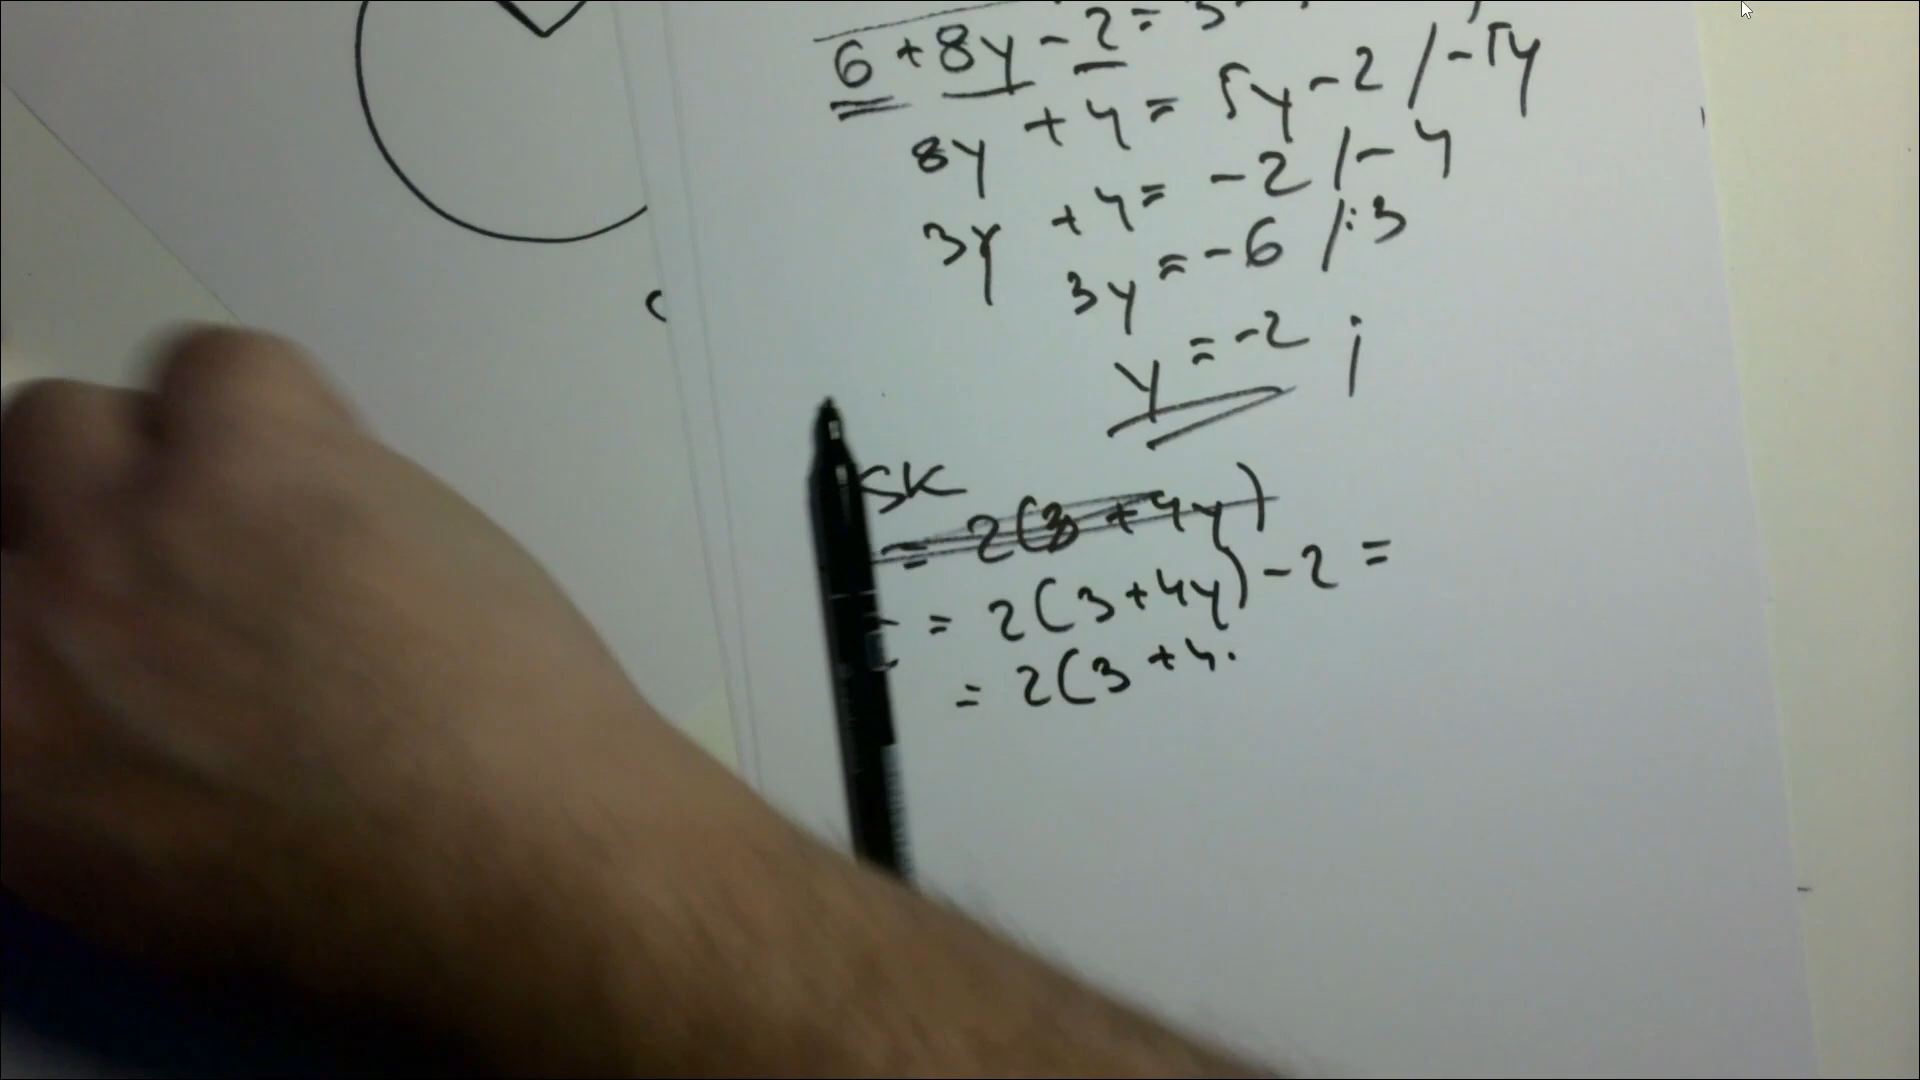 6 + 8y - 2 = 5
8y + 4 = 5y - 2 / - 5y
3y + 4 = - 2 / - 4
3y = - 6 / : 3
y = - 2 i
SK
= 2(3 + 4y)
= 2(3 + 4y) - 2 =
= 2(3 + 4 ·